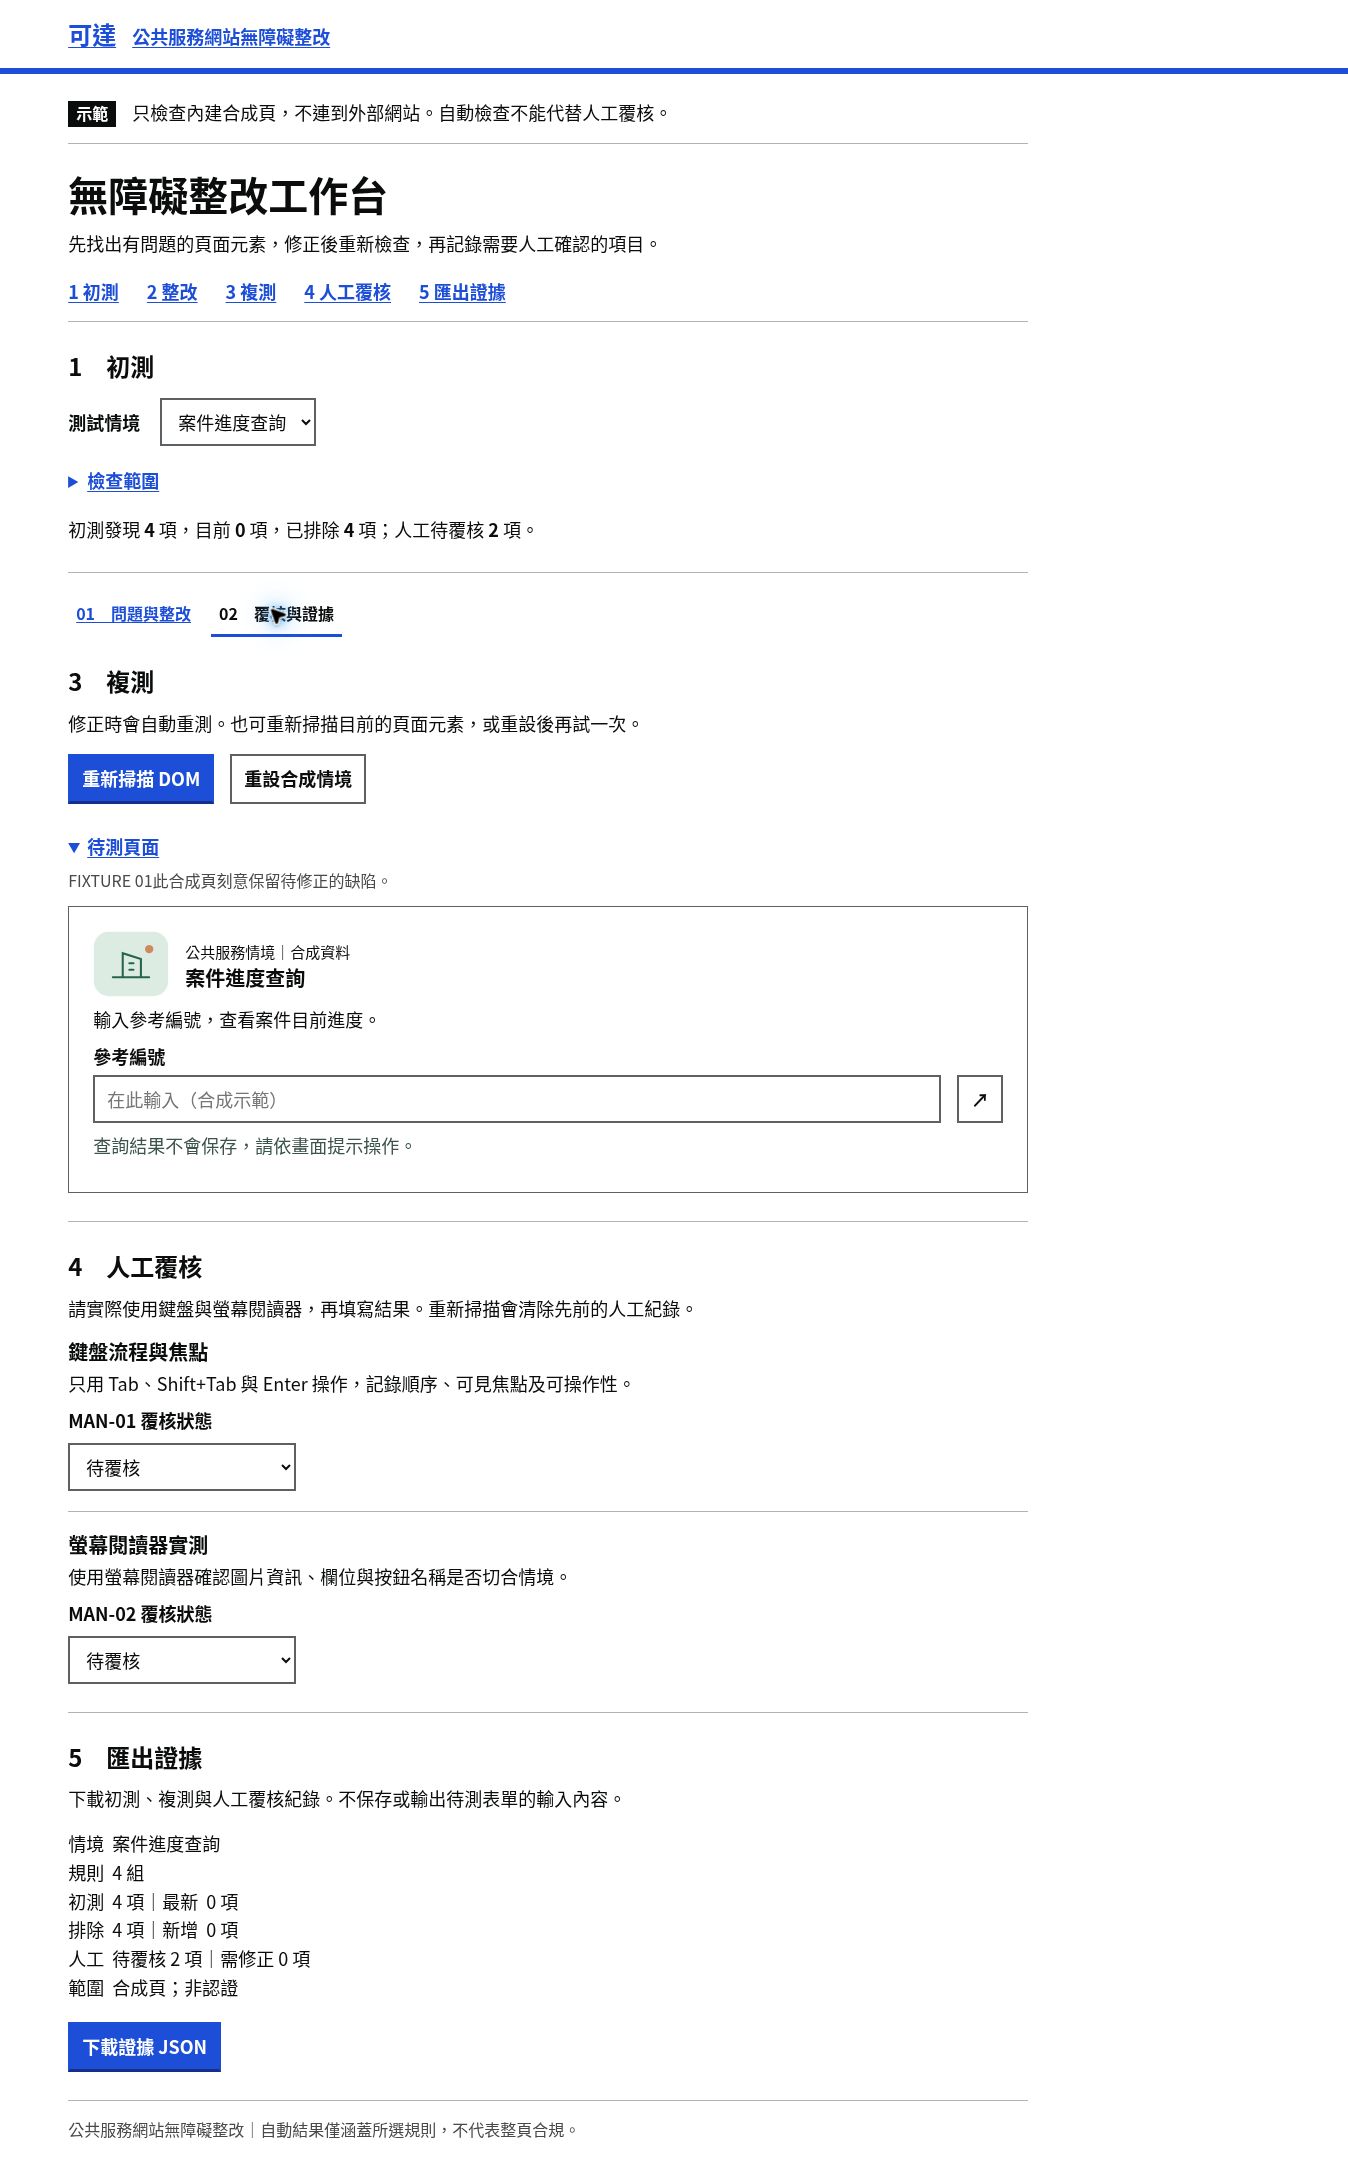 可達 公共服務網站無障礙整改
示範 只檢查內建合成頁，不連到外部網站。自動檢查不能代替人工覆核。
無障礙整改工作台
先找出有問題的頁面元素，修正後重新檢查，再記錄需要人工確認的項目。
1 初測 2 整改 3 複測 4 人工覆核 5 匯出證據
1 初測
測試情境 案件進度查詢
檢查範圍
初測發現 4 項，目前 0 項，已排除 4 項；人工待覆核 2 項。
01 問題與整改 02 覆核與證據
3 複測
修正時會自動重測。也可重新掃描目前的頁面元素，或重設後再試一次。
重新掃描 DOM 重設合成情境
待測頁面
FIXTURE 01此合成頁刻意保留待修正的缺陷。
公共服務情境｜合成資料
案件進度查詢
輸入參考編號，查看案件目前進度。
參考編號
在此輸入（合成示範） ↗
查詢結果不會保存，請依畫面提示操作。
4 人工覆核
請實際使用鍵盤與螢幕閱讀器，再填寫結果。重新掃描會清除先前的人工紀錄。
鍵盤流程與焦點
只用 Tab、Shift+Tab 與 Enter 操作，記錄順序、可見焦點及可操作性。
MAN-01 覆核狀態
待覆核
螢幕閱讀器實測
使用螢幕閱讀器確認圖片資訊、欄位與按鈕名稱是否切合情境。
MAN-02 覆核狀態
待覆核
5 匯出證據
下載初測、複測與人工覆核紀錄。不保存或輸出待測表單的輸入內容。
情境 案件進度查詢
規則 4 組
初測 4 項｜最新 0 項
排除 4 項｜新增 0 項
人工 待覆核 2 項｜需修正 0 項
範圍 合成頁；非認證
下載證據 JSON
公共服務網站無障礙整改｜自動結果僅涵蓋所選規則，不代表整頁合規。